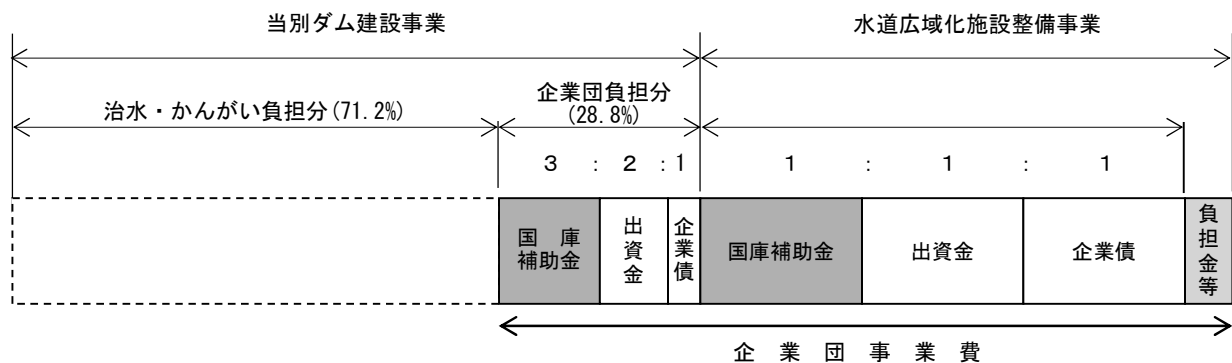 当別ダム建設事業
水道広域化施設整備事業
治水・かんがい負担分(71.2%)
企業団負担分
(28.8%)
3 : 2 : 1
1 : 1 : 1
国庫
補助金
出資金
企業債
国庫補助金
出資金
企業債
負担金等
企業団事業費